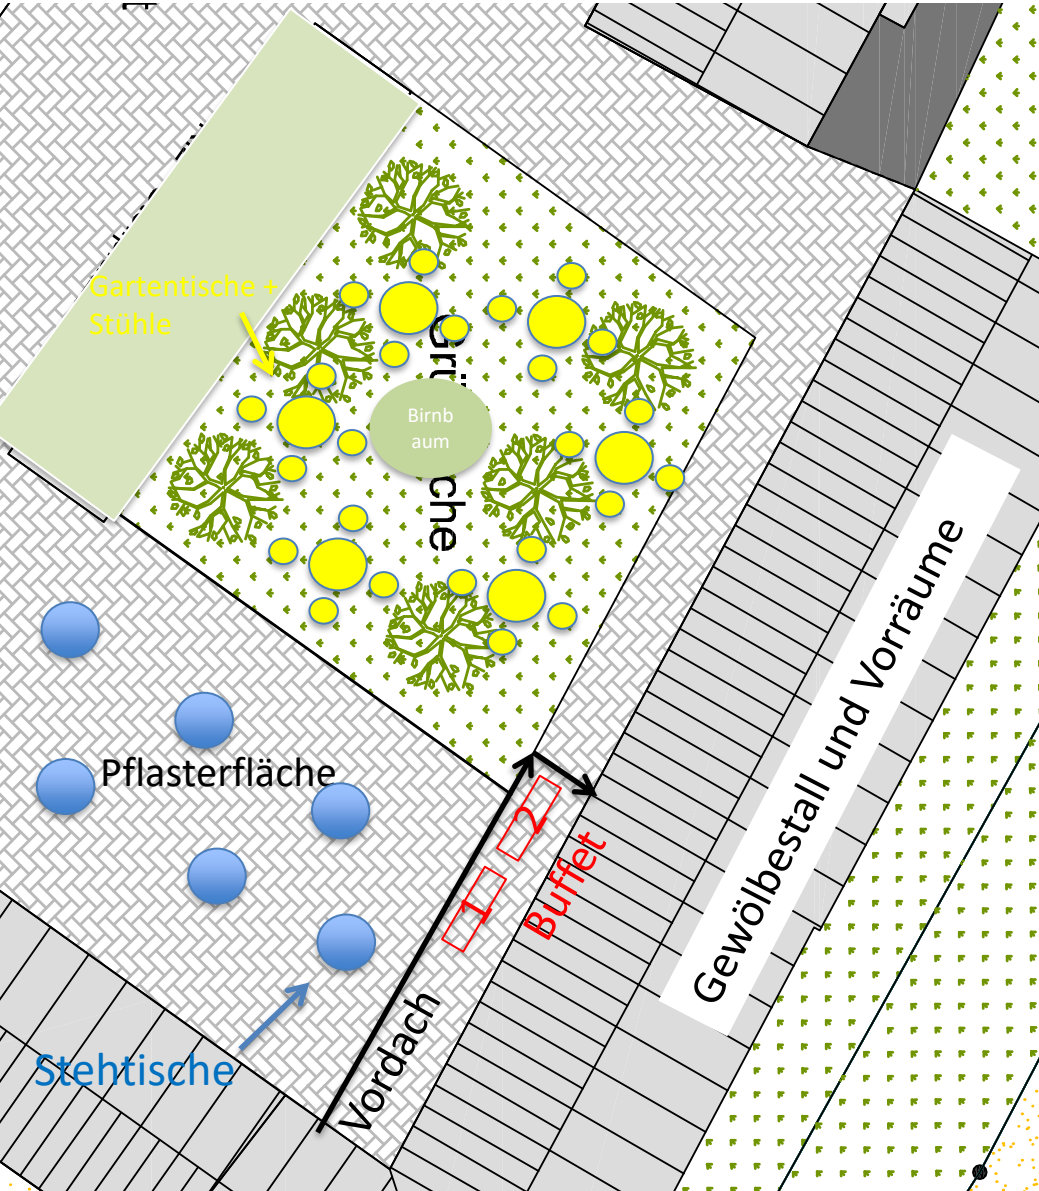 Gartentische +
Stühle
Birnb
aum
Pflasterfläche
2
1
Buffet
Vordach
Stehtische
Gewölbestall und Vorräume